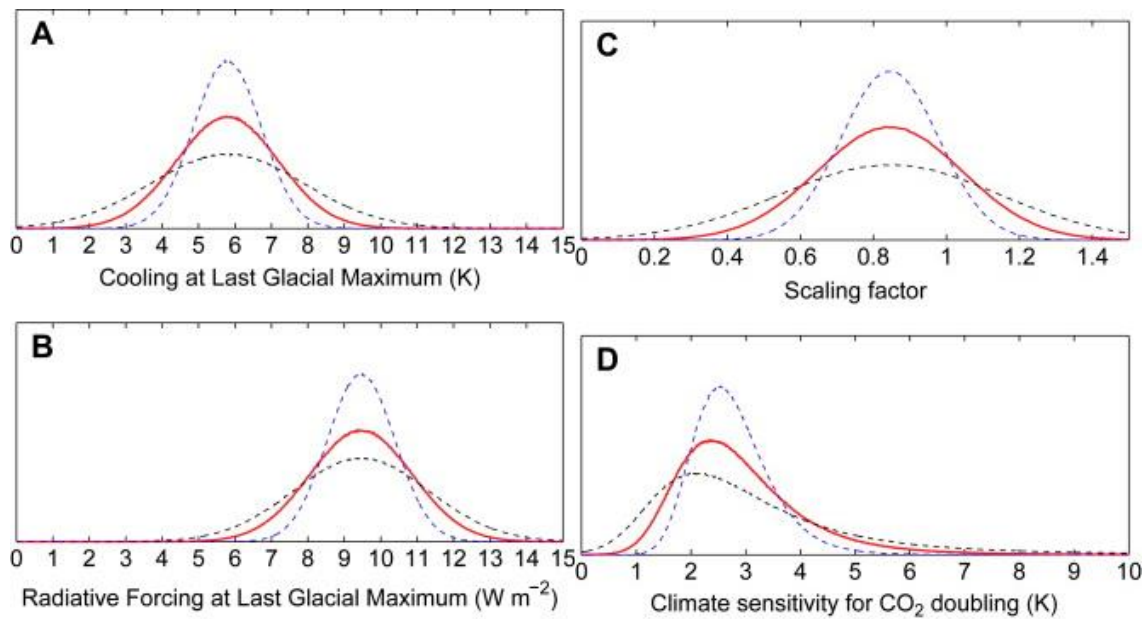 A
0 1 2 3 4 5 6 7 8 9 10 11 12 13 14 15
Cooling at Last Glacial Maximum (K)
B
0 1 2 3 4 5 6 7 8 9 10 11 12 13 14 15
Radiative Forcing at Last Glacial Maximum (W m⁻²)
C
0 0.2 0.4 0.6 0.8 1 1.2 1.4
Scaling factor
D
0 1 2 3 4 5 6 7 8 9 10
Climate sensitivity for CO₂ doubling (K)